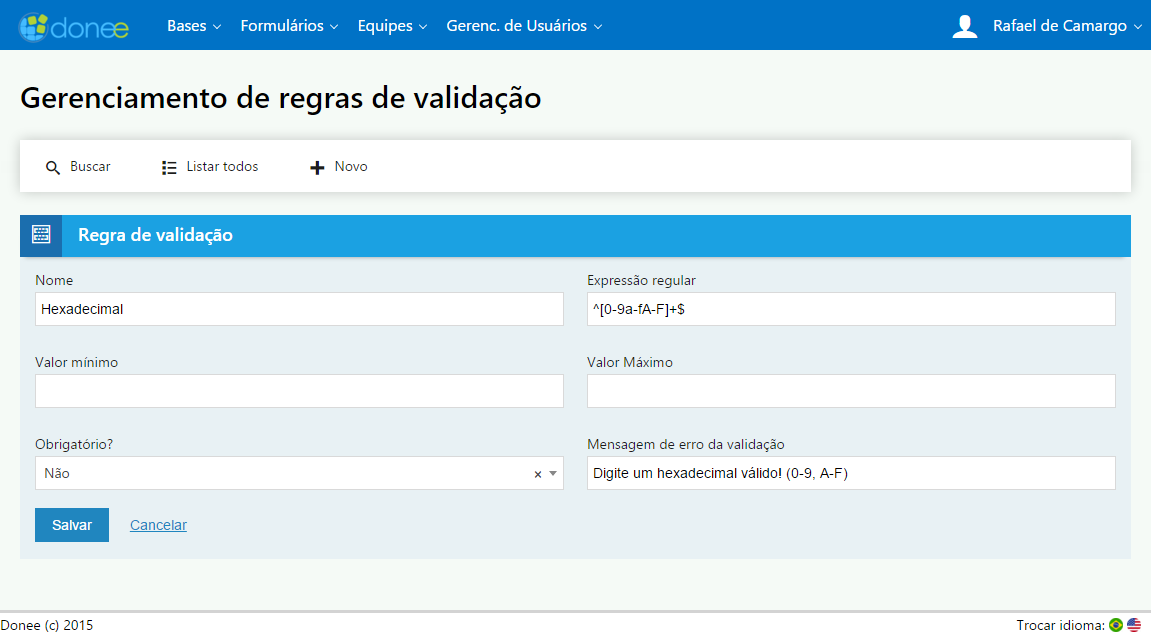 donee Bases Formulários Equipes Gerenc. de Usuários Rafael de Camargo
Gerenciamento de regras de validação
Buscar Listar todos Novo
Regra de validação
Nome Expressão regular
Hexadecimal ^[0-9a-fA-F]+$
Valor mínimo Valor Máximo
Obrigatório? Mensagem de erro da validação
Não × Digite um hexadecimal válido! (0-9, A-F)
Salvar Cancelar
Donee (c) 2015 Trocar idioma: